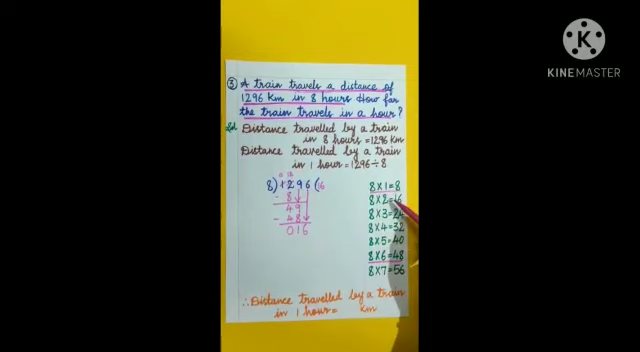 KINEMASTER
③ A train travels a distance of
1296 Km in 8 hours How far
the train travels in a hour?
Sol Distance travelled by a train
in 8 hours = 1296 Km
Distance travelled by a train
in 1 hour = 1296 ÷ 8
0 12
8) 1296 (16
- 8
49
- 48
016
8 × 1 = 8
8 × 2 = 16
8 × 3 = 24
8 × 4 = 32
8 × 5 = 40
8 × 6 = 48
8 × 7 = 56
∴ Distance travelled by a train
in 1 hour = Km